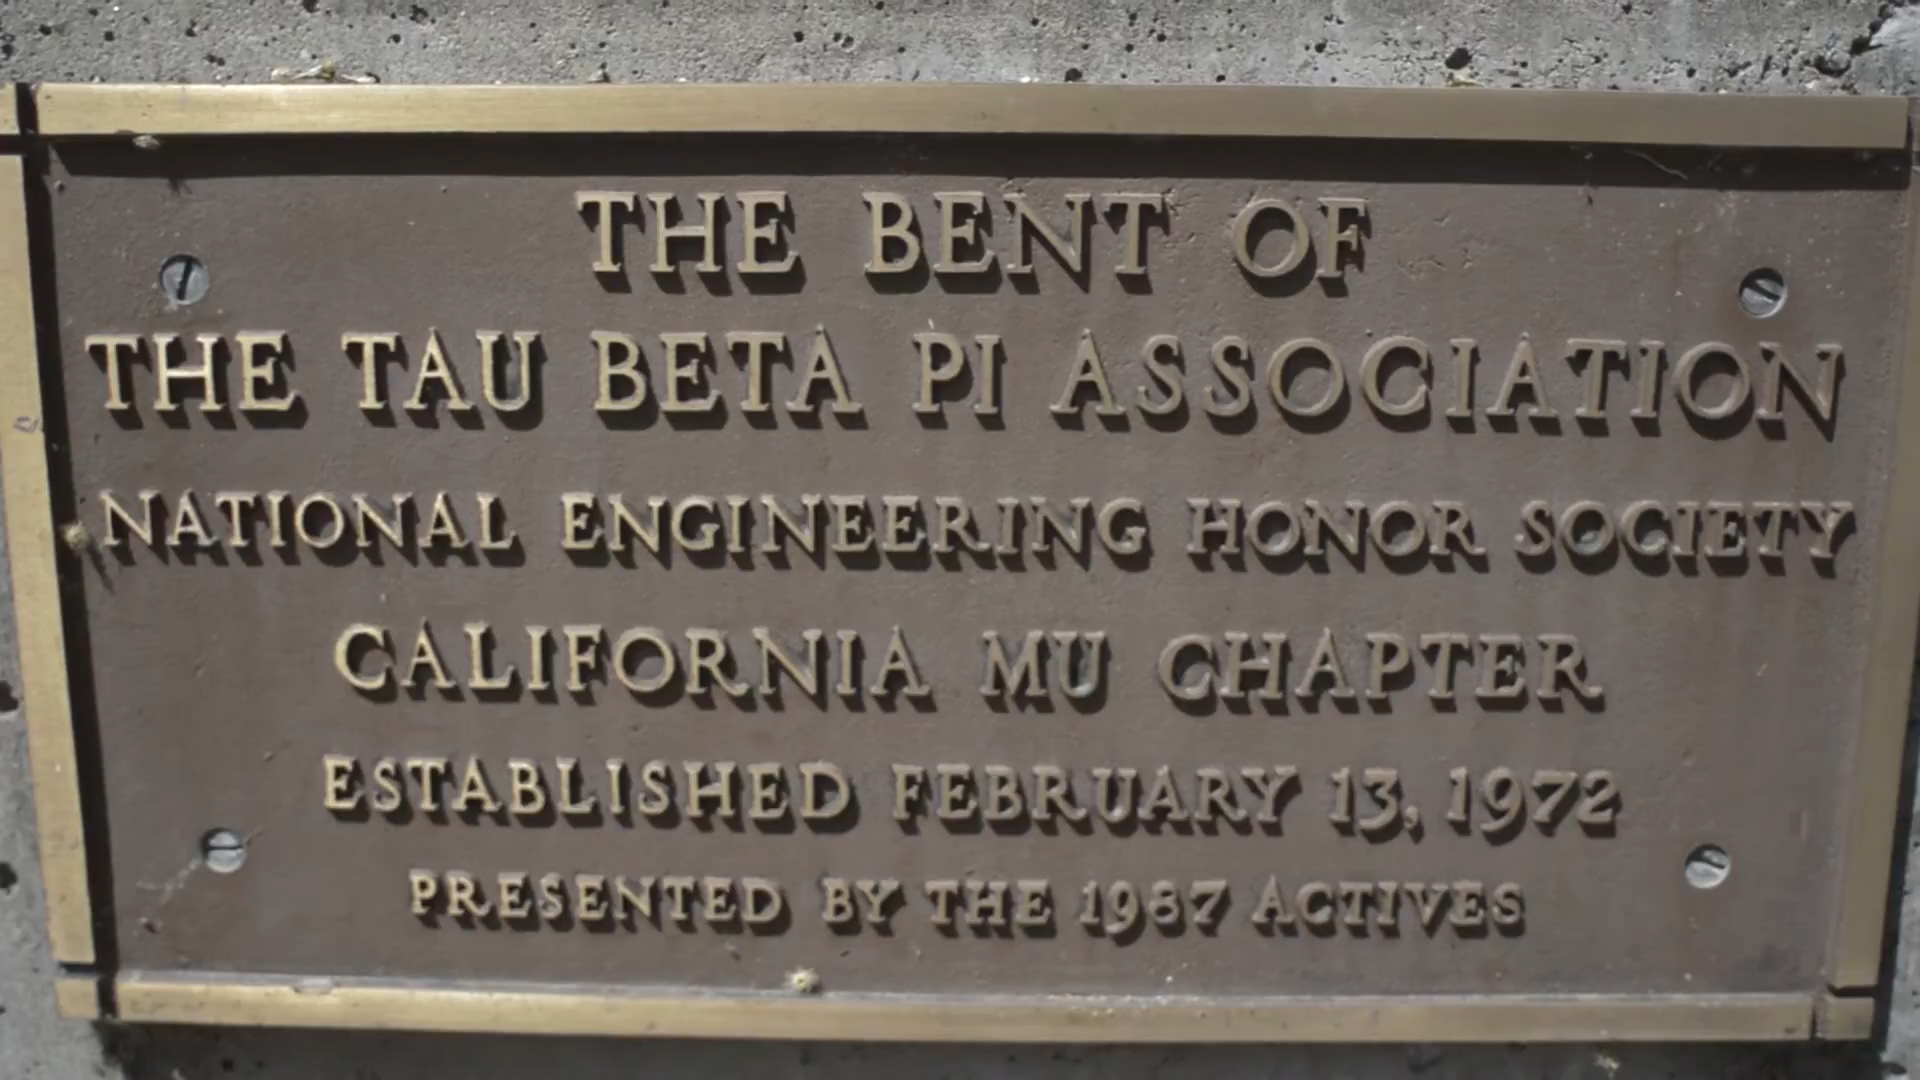 THE BENT OF
THE TAU BETA PI ASSOCIATION
NATIONAL ENGINEERING HONOR SOCIETY
CALIFORNIA MU CHAPTER
ESTABLISHED FEBRUARY 13, 1972
PRESENTED BY THE 1987 ACTIVES